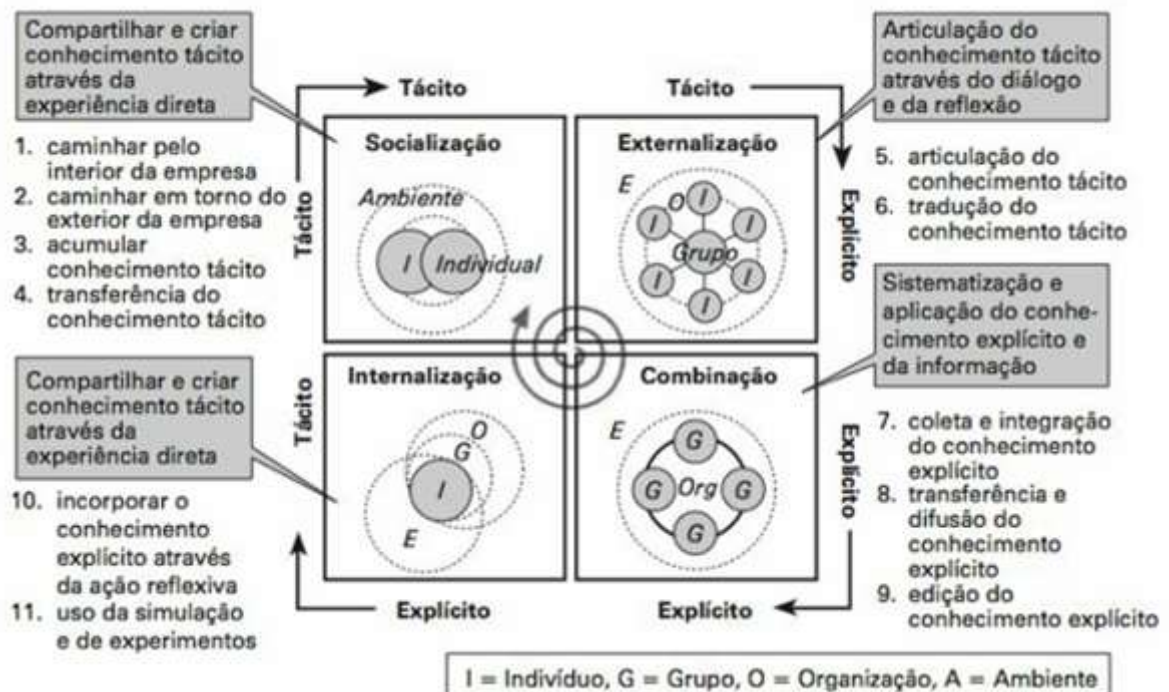 Compartilhar e criar
conhecimento tácito
através da
experiência direta
1. caminhar pelo
interior da empresa
2. caminhar em torno do
exterior da empresa
3. acumular
conhecimento tácito
4. transferência do
conhecimento tácito
Tácito
Tácito
Socialização
Ambiente
I
Individual
Tácito
Externalização
E
O
I
I
I
Grupo
I
I
I
Explícito
Articulação do
conhecimento tácito
através do diálogo
e da reflexão
5. articulação do
conhecimento tácito
6. tradução do
conhecimento tácito
Compartilhar e criar
conhecimento tácito
através da
experiência direta
10. incorporar o
conhecimento
explícito através
da ação reflexiva
11. uso da simulação
e de experimentos
Tácito
Internalização
O
G
I
E
Explícito
Combinação
E
G
G
Org
G
G
Explícito
Explícito
Sistematização e
aplicação do conhe-
cimento explícito e
da informação
7. coleta e integração
do conhecimento
explícito
8. transferência e
difusão do
conhecimento
explícito
9. edição do
conhecimento explícito
I = Indivíduo, G = Grupo, O = Organização, A = Ambiente